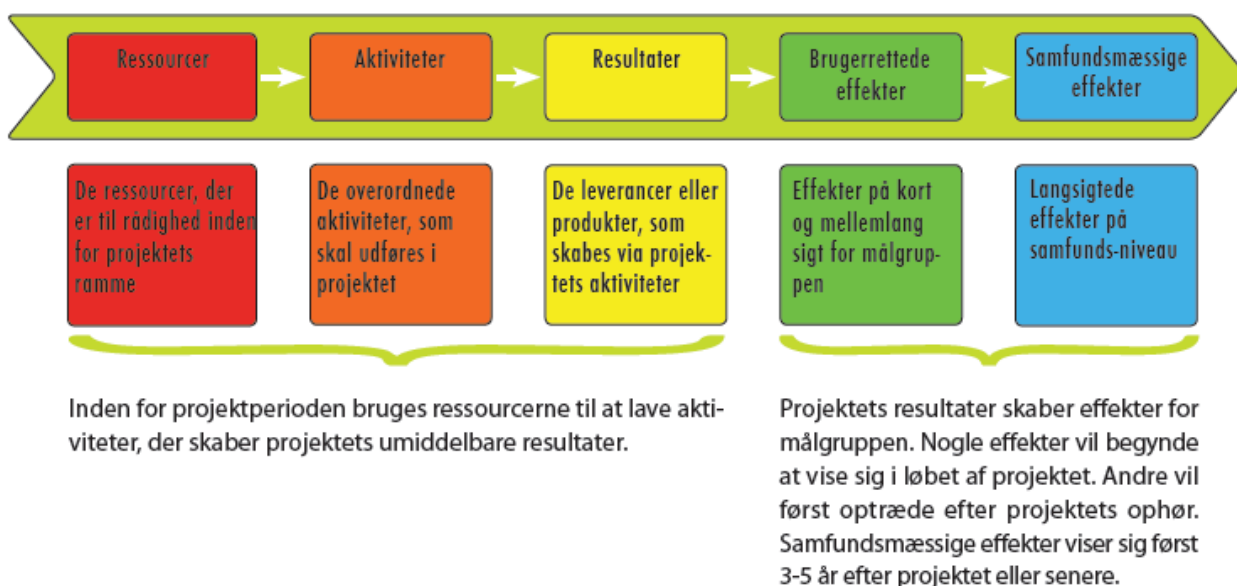 Ressourcer
Aktiviteter
Resultater
Brugerrettede
effekter
Samfundsmæssige
effekter
De ressourcer, der
er til rådighed inden
for projektets
ramme
De overordnede
aktiviteter, som
skal udføres i
projektet
De leverancer eller
produkter, som
skabes via projek-
tets aktiviteter
Effekter på kort
og mellemlang
sigt for målgrup-
pen
Langsigtede
effekter på
samfunds-niveau
Inden for projektperioden bruges ressourcerne til at lave akti-
viteter, der skaber projektets umiddelbare resultater.
Projektets resultater skaber effekter for
målgruppen. Nogle effekter vil begynde
at vise sig i løbet af projektet. Andre vil
først optræde efter projektets ophør.
Samfundsmæssige effekter viser sig først
3-5 år efter projektet eller senere.